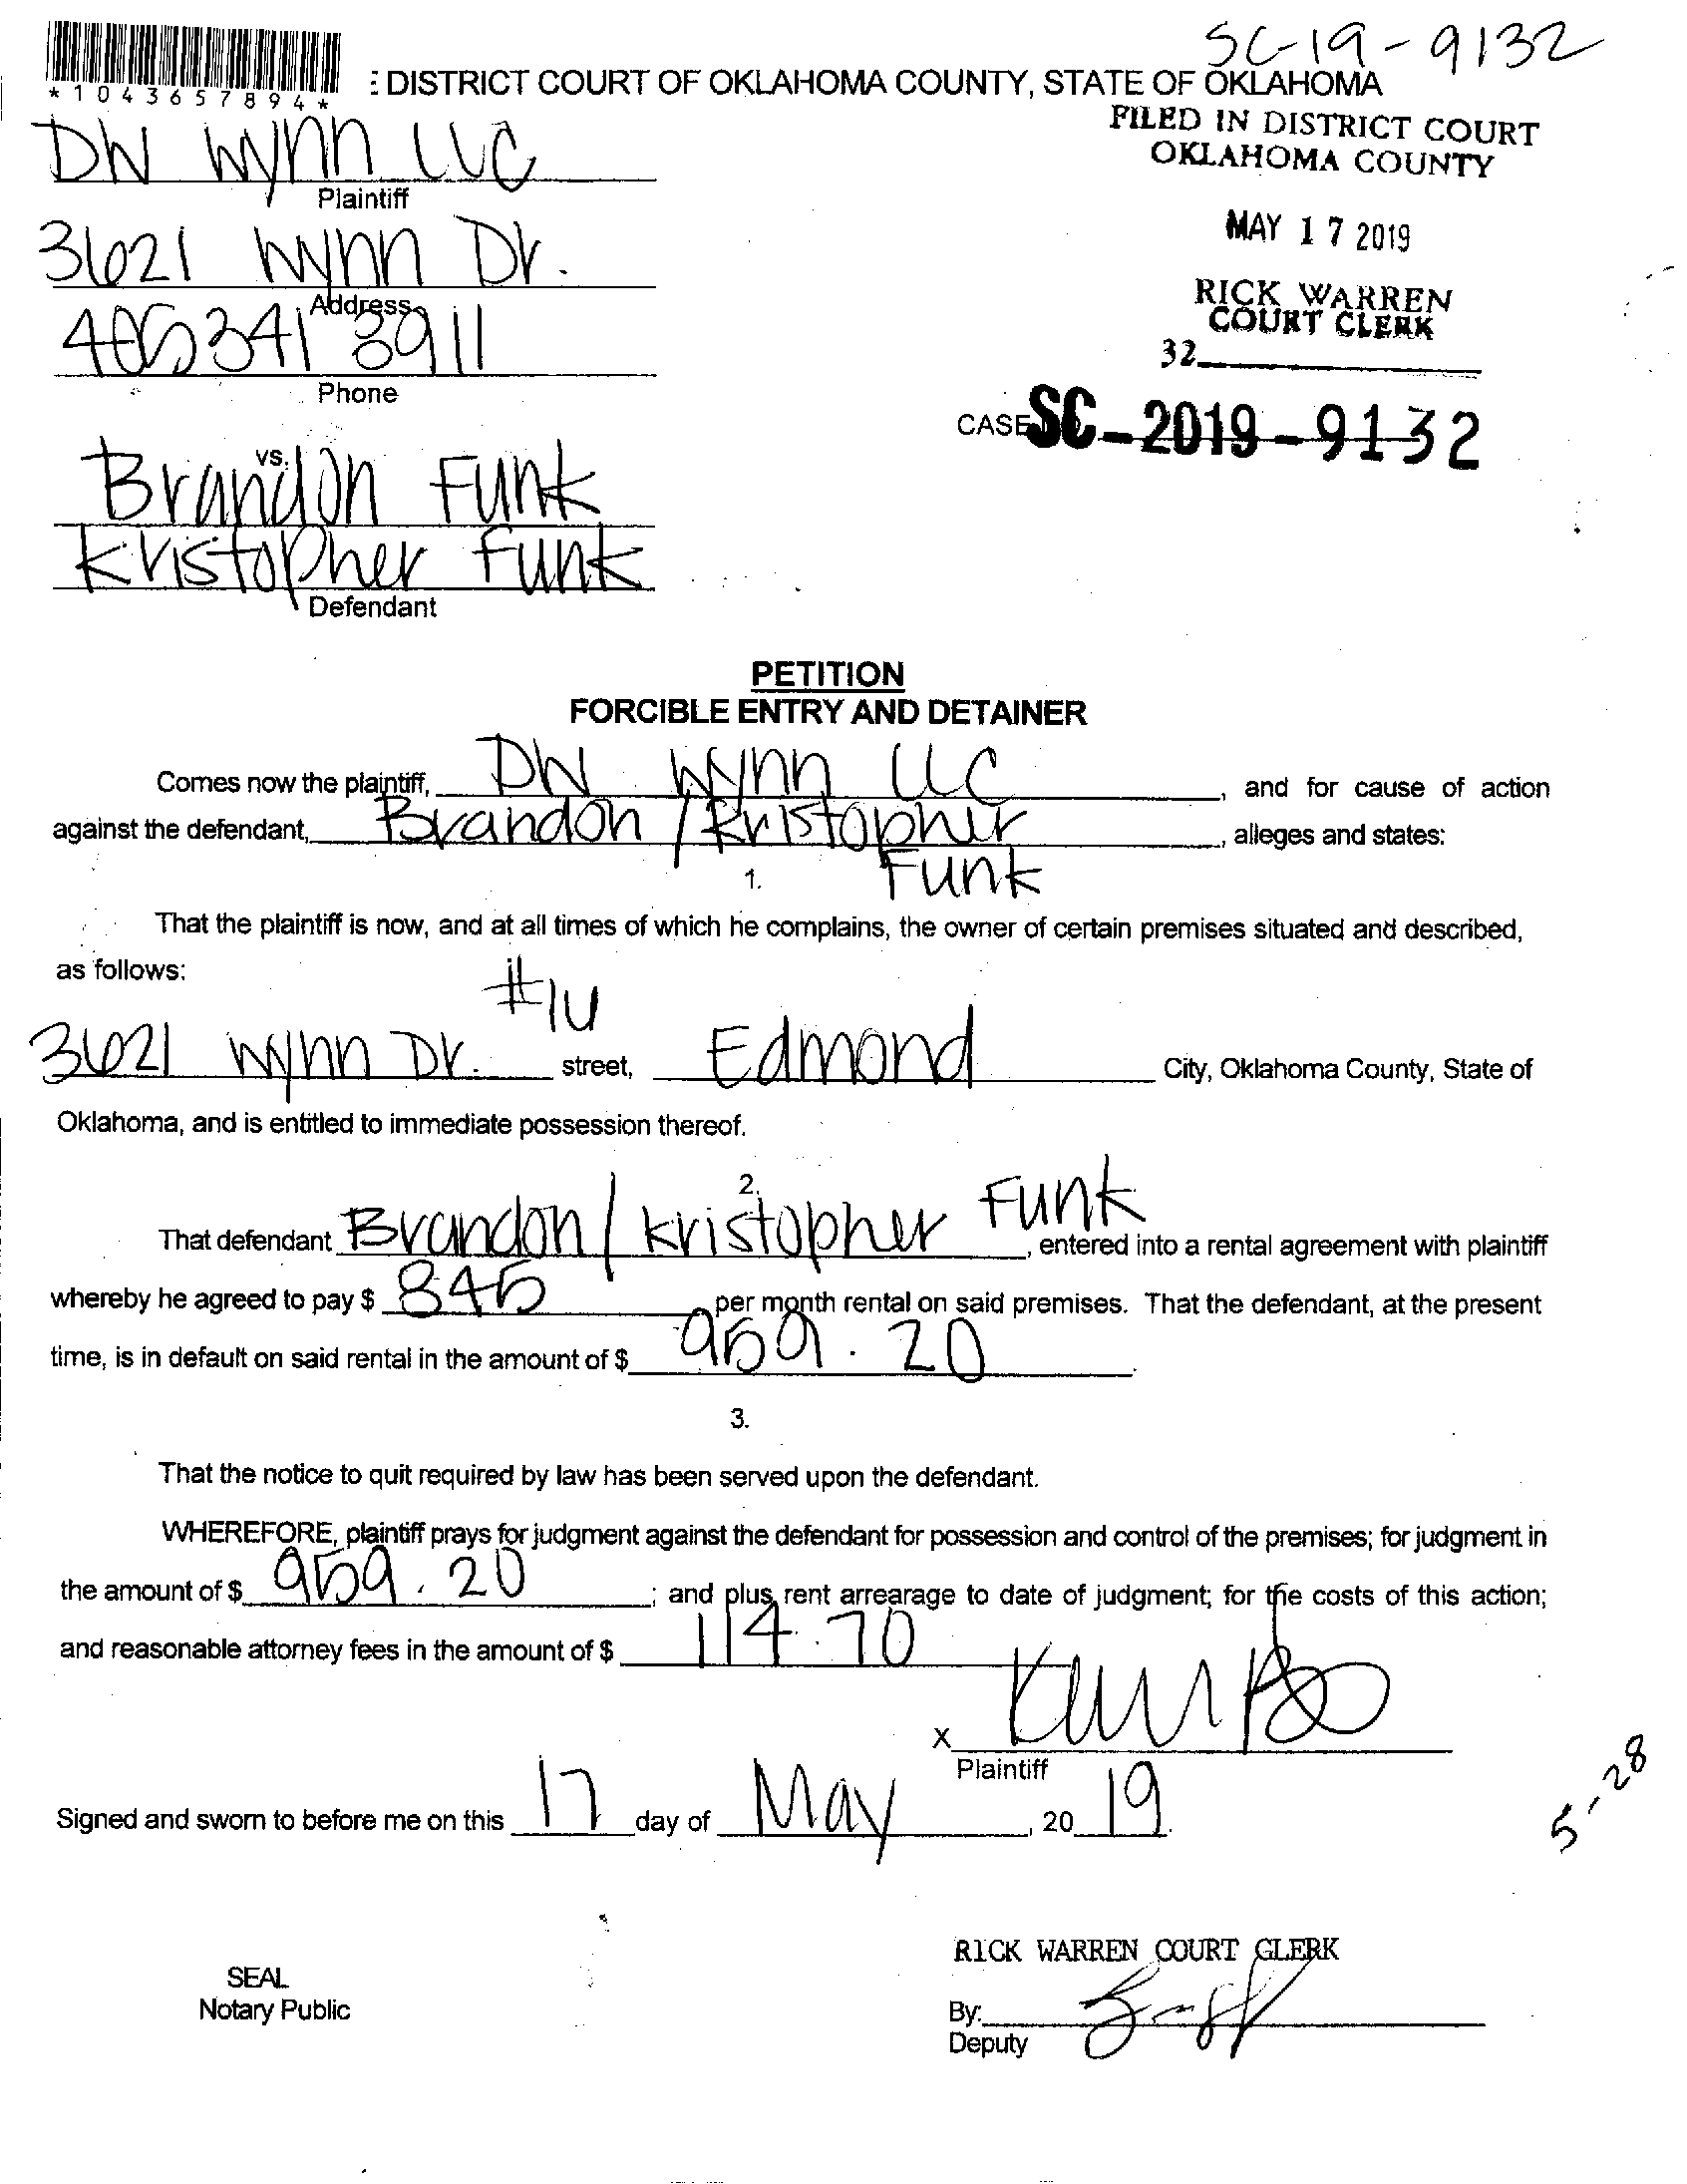 SC-19-9132
*1043657894*
E DISTRICT COURT OF OKLAHOMA COUNTY, STATE OF OKLAHOMA
FILED IN DISTRICT COURT
OKLAHOMA COUNTY
DW Wynn LLC
Plaintiff
MAY 17 2019
3621 Wynn Dr.
Address
RICK WARREN
COURT CLERK
405 341 3911
Phone
32
CASE SC-2019-9132
vs.
Brandon Funk
Kristopher Funk
Defendant
PETITION
FORCIBLE ENTRY AND DETAINER
Comes now the plaintiff, DW Wynn LLC, and for cause of action
against the defendant, Brandon / Kristopher Funk, alleges and states:
1.
That the plaintiff is now, and at all times of which he complains, the owner of certain premises situated and described,
as follows:
3621 Wynn Dr. street, Edmond City, Oklahoma County, State of
Oklahoma, and is entitled to immediate possession thereof.
2.
That defendant Brandon / Kristopher Funk, entered into a rental agreement with plaintiff
whereby he agreed to pay $ 845 per month rental on said premises. That the defendant, at the present
time, is in default on said rental in the amount of $ 959.20.
3.
That the notice to quit required by law has been served upon the defendant.
WHEREFORE, plaintiff prays for judgment against the defendant for possession and control of the premises; for judgment in
the amount of $ 959.20; and plus rent arrearage to date of judgment; for the costs of this action;
and reasonable attorney fees in the amount of $ 114.70
X
Plaintiff
Signed and sworn to before me on this 17 day of May, 20 19.
5-28
RICK WARREN COURT CLERK
SEAL
Notary Public
By:
Deputy